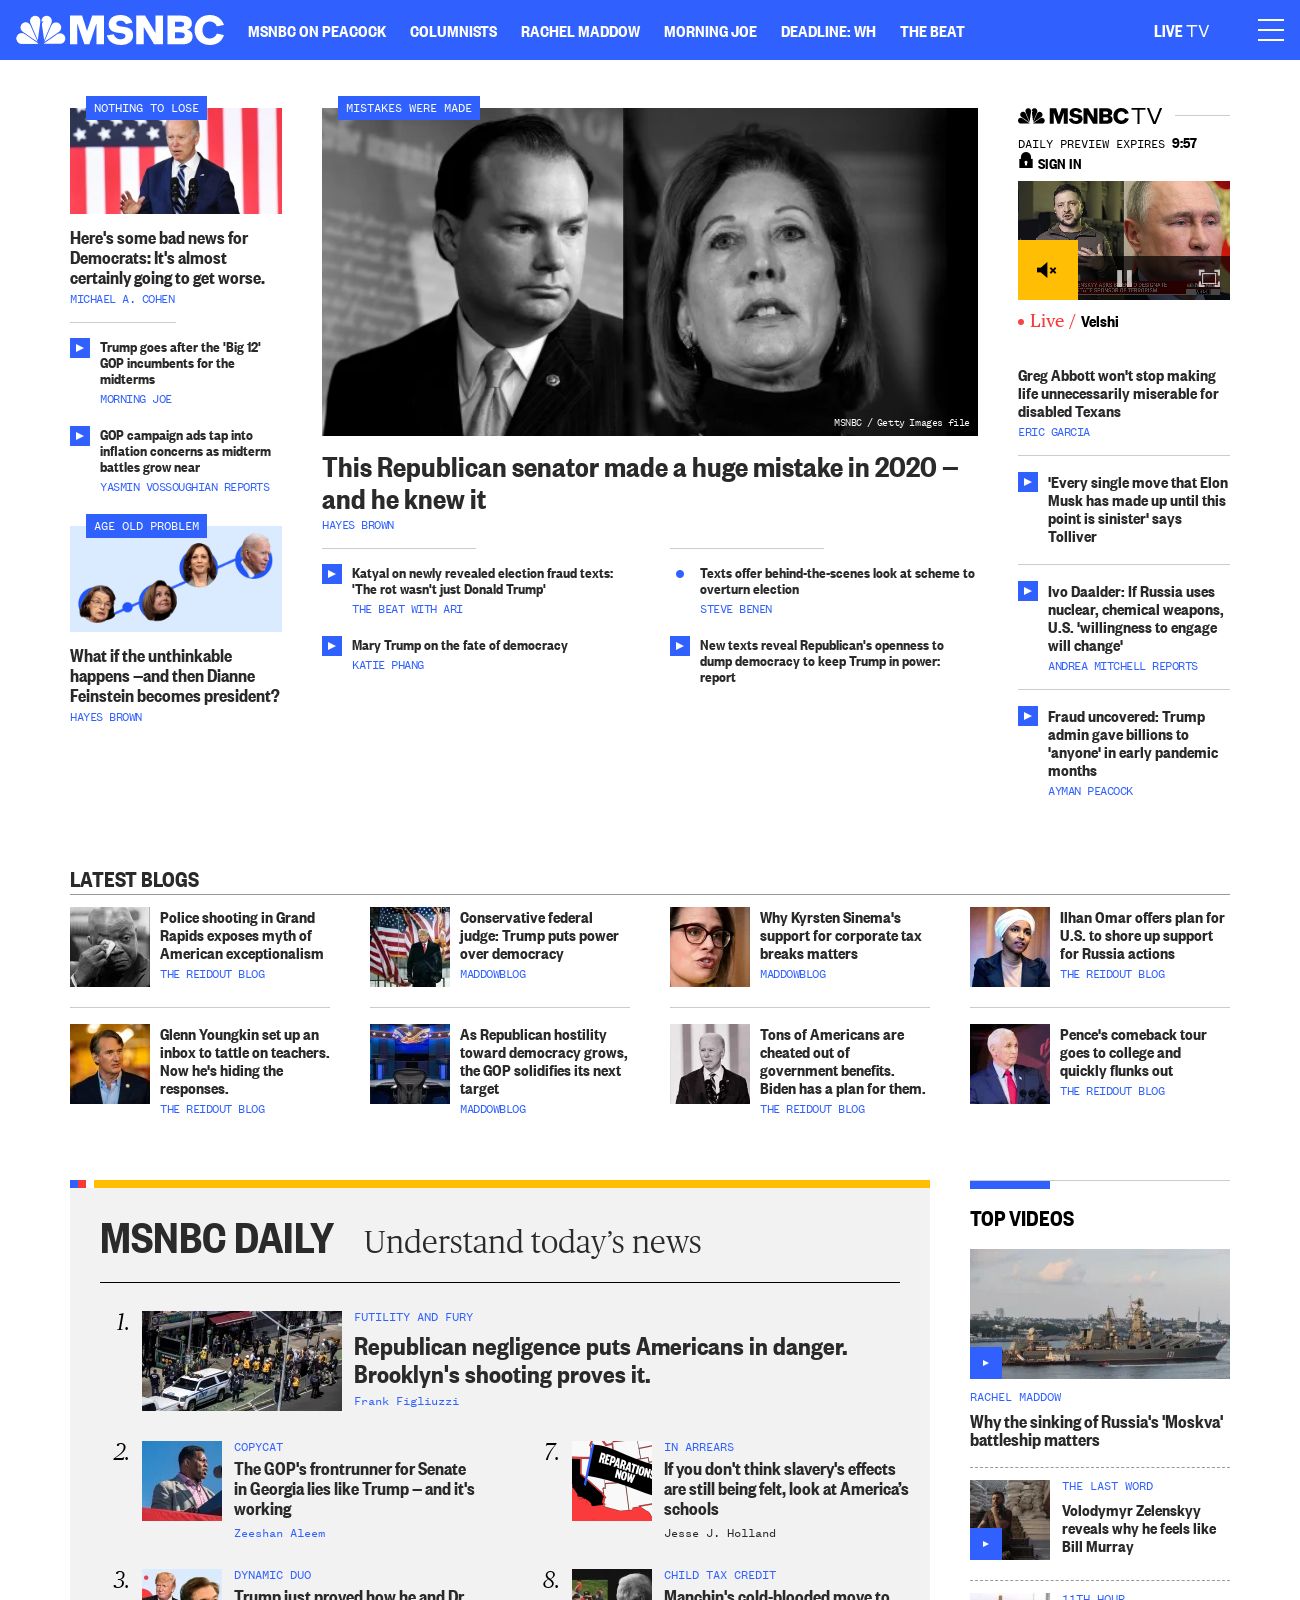 MSNBC
MSNBC ON PEACOCK
COLUMNISTS
RACHEL MADDOW
MORNING JOE
DEADLINE: WH
THE BEAT
LIVE TV
NOTHING TO LOSE
Here's some bad news for
Democrats: It's almost
certainly going to get worse.
MICHAEL A. COHEN
Trump goes after the 'Big 12'
GOP incumbents for the
midterms
MORNING JOE
GOP campaign ads tap into
inflation concerns as midterm
battles grow near
YASMIN VOSSOUGHIAN REPORTS
AGE OLD PROBLEM
What if the unthinkable
happens —and then Dianne
Feinstein becomes president?
HAYES BROWN
MISTAKES WERE MADE
MSNBC / Getty Images file
This Republican senator made a huge mistake in 2020 —
and he knew it
HAYES BROWN
Katyal on newly revealed election fraud texts:
'The rot wasn't just Donald Trump'
THE BEAT WITH ARI
Mary Trump on the fate of democracy
KATIE PHANG
Texts offer behind-the-scenes look at scheme to
overturn election
STEVE BENEN
New texts reveal Republican's openness to
dump democracy to keep Trump in power:
report
MSNBC TV
DAILY PREVIEW EXPIRES 9:57
SIGN IN
Live / Velshi
Greg Abbott won't stop making
life unnecessarily miserable for
disabled Texans
ERIC GARCIA
'Every single move that Elon
Musk has made up until this
point is sinister' says
Tolliver
Ivo Daalder: If Russia uses
nuclear, chemical weapons,
U.S. 'willingness to engage
will change'
ANDREA MITCHELL REPORTS
Fraud uncovered: Trump
admin gave billions to
'anyone' in early pandemic
months
AYMAN PEACOCK
LATEST BLOGS
Police shooting in Grand
Rapids exposes myth of
American exceptionalism
THE REIDOUT BLOG
Conservative federal
judge: Trump puts power
over democracy
MADDOWBLOG
Why Kyrsten Sinema's
support for corporate tax
breaks matters
MADDOWBLOG
Ilhan Omar offers plan for
U.S. to shore up support
for Russia actions
THE REIDOUT BLOG
Glenn Youngkin set up an
inbox to tattle on teachers.
Now he's hiding the
responses.
THE REIDOUT BLOG
As Republican hostility
toward democracy grows,
the GOP solidifies its next
target
MADDOWBLOG
Tons of Americans are
cheated out of
government benefits.
Biden has a plan for them.
THE REIDOUT BLOG
Pence's comeback tour
goes to college and
quickly flunks out
THE REIDOUT BLOG
MSNBC DAILY
Understand today's news
1.
FUTILITY AND FURY
Republican negligence puts Americans in danger.
Brooklyn's shooting proves it.
Frank Figliuzzi
2.
COPYCAT
The GOP's frontrunner for Senate
in Georgia lies like Trump — and it's
working
Zeeshan Aleem
3.
DYNAMIC DUO
Trump just proved how he and Dr.
7.
REPARATIONS
NOW
IN ARREARS
If you don't think slavery's effects
are still being felt, look at America's
schools
Jesse J. Holland
8.
CHILD TAX CREDIT
Manchin's cold-blooded move to
TOP VIDEOS
RACHEL MADDOW
Why the sinking of Russia's 'Moskva'
battleship matters
THE LAST WORD
Volodymyr Zelenskyy
reveals why he feels like
Bill Murray
11TH HOUR